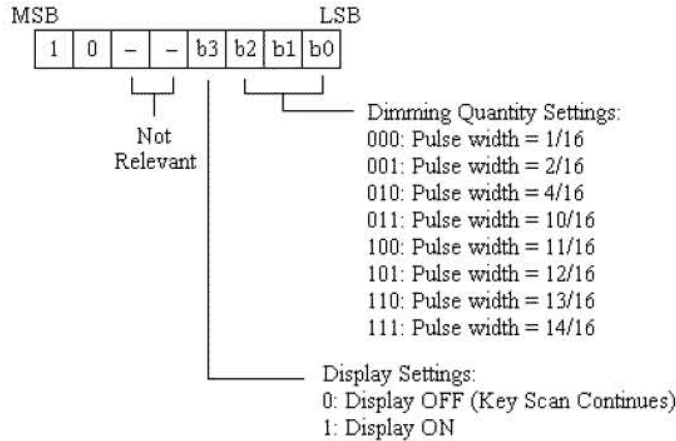 MSB LSB
1 0 – – b3 b2 b1 b0
Dimming Quantity Settings:
Not
Relevant
000: Pulse width = 1/16
001: Pulse width = 2/16
010: Pulse width = 4/16
011: Pulse width = 10/16
100: Pulse width = 11/16
101: Pulse width = 12/16
110: Pulse width = 13/16
111: Pulse width = 14/16
Display Settings:
0: Display OFF (Key Scan Continues)
1: Display ON